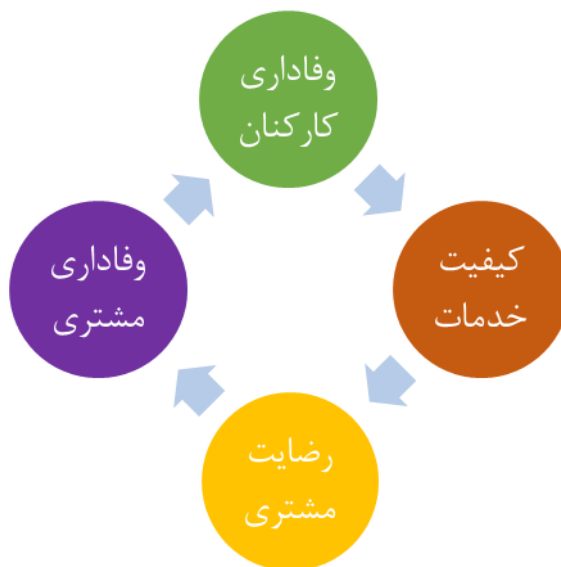 وفاداری
کارکنان
کیفیت
خدمات
رضایت
مشتری
وفاداری
مشتری